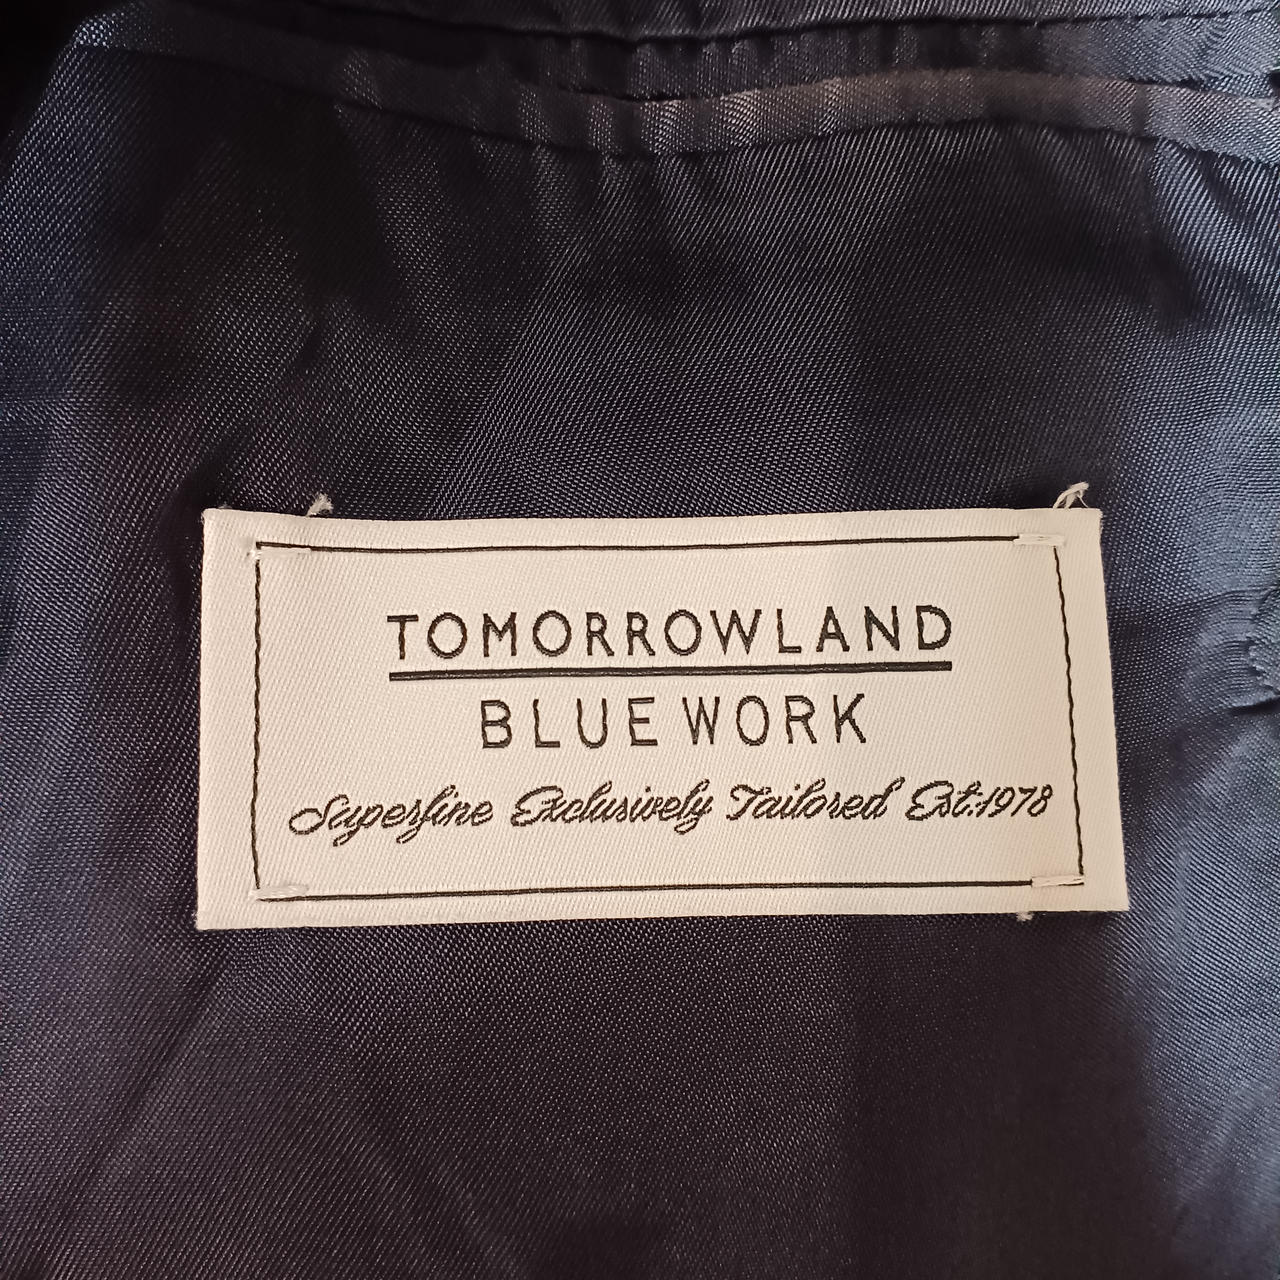 TOMORROWLAND
BLUE WORK
Superfine Exclusively Tailored Est.1978